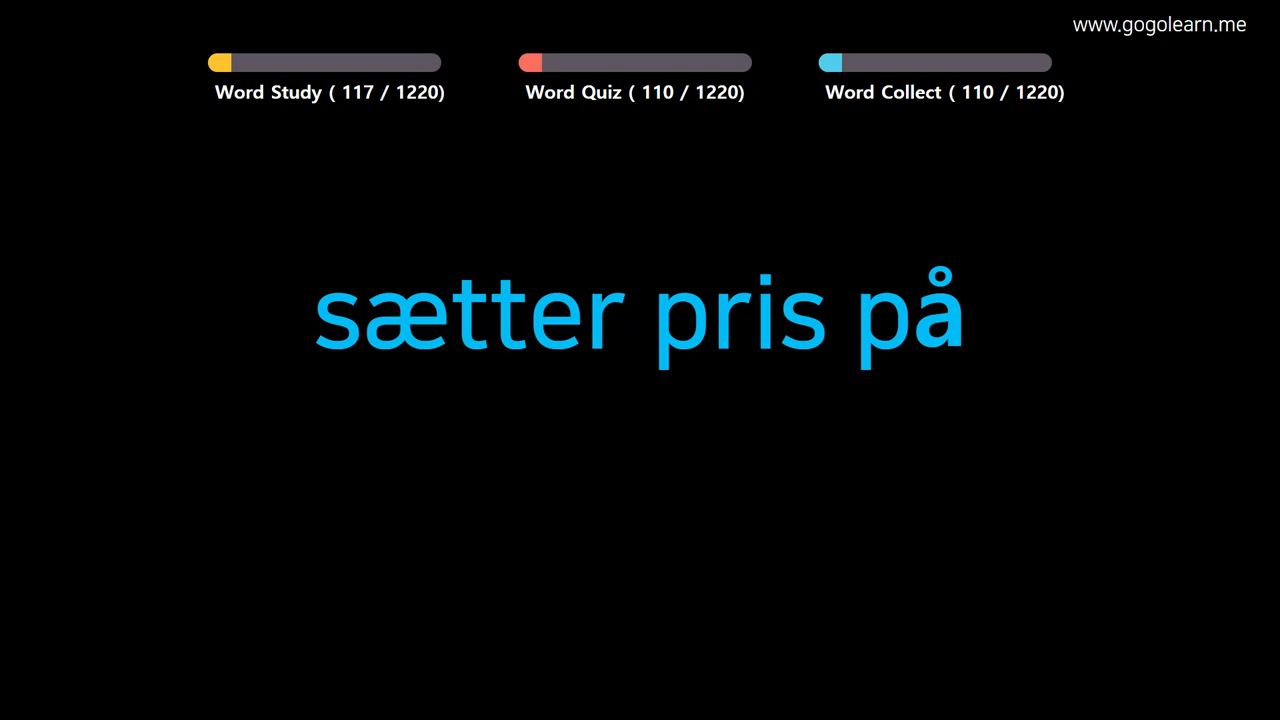 www.gogolearn.me
Word Study ( 117 / 1220)
Word Quiz ( 110 / 1220)
Word Collect ( 110 / 1220)
sætter pris på